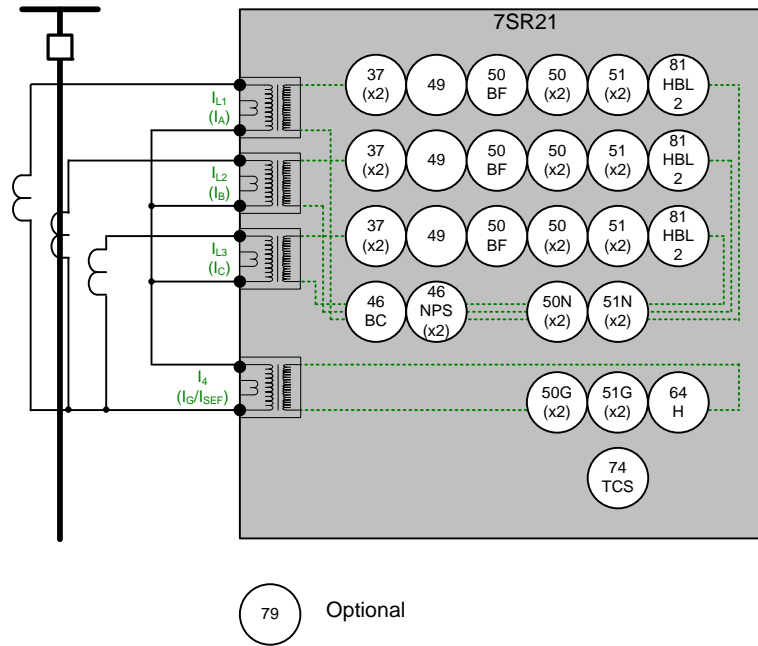 7SR21
IL1
(IA)
37
(x2)
49
50
BF
50
(x2)
51
(x2)
81
HBL
2
IL2
(IB)
37
(x2)
49
50
BF
50
(x2)
51
(x2)
81
HBL
2
IL3
(IC)
37
(x2)
49
50
BF
50
(x2)
51
(x2)
81
HBL
2
46
BC
46
NPS
(x2)
50N
(x2)
51N
(x2)
I4
(IG/ISEF)
50G
(x2)
51G
(x2)
64
H
74
TCS
79
Optional